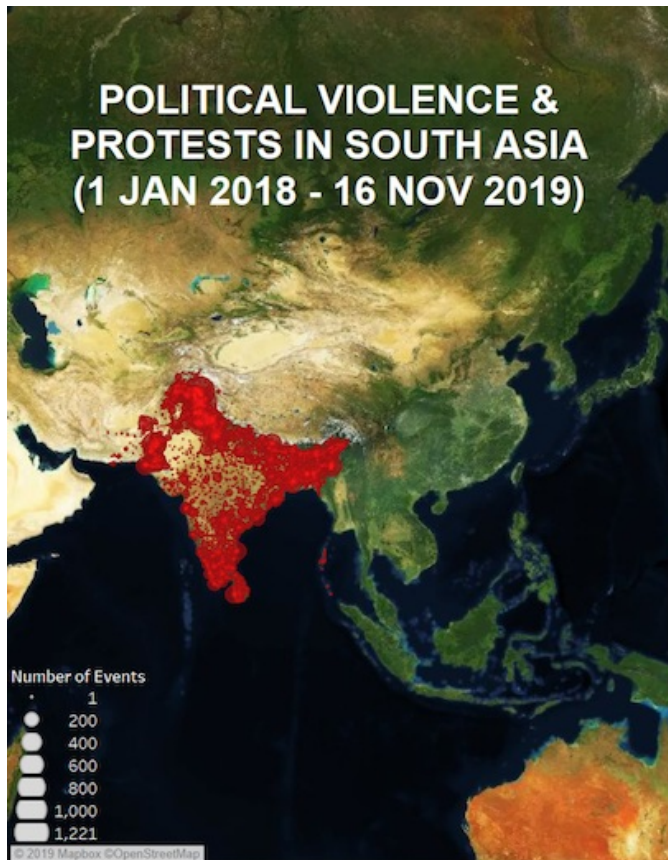 POLITICAL VIOLENCE &
PROTESTS IN SOUTH ASIA
(1 JAN 2018 - 16 NOV 2019)
Number of Events
1
200
400
600
800
1,000
1,221
© 2019 Mapbox ©OpenStreetMap